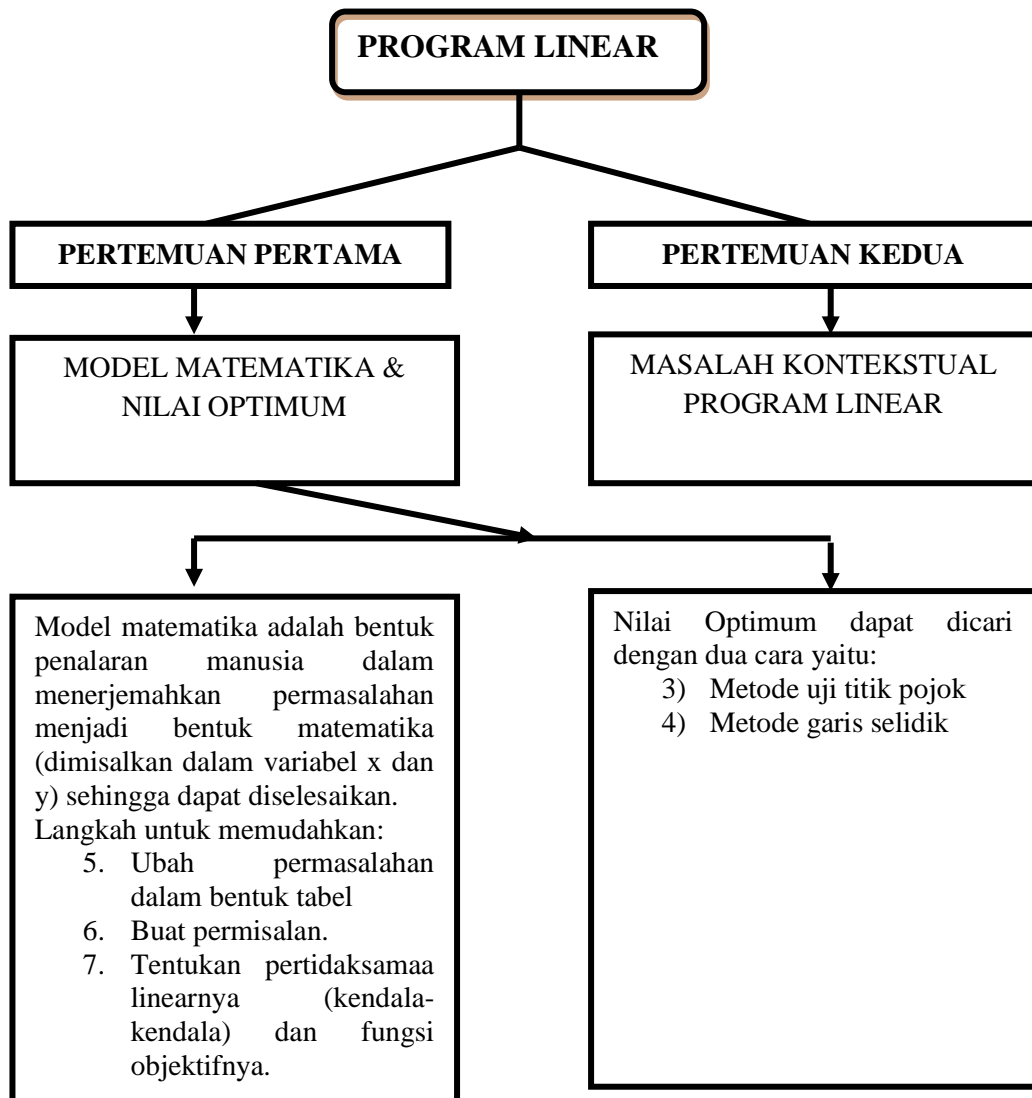 PROGRAM LINEAR
PERTEMUAN PERTAMA
PERTEMUAN KEDUA
MODEL MATEMATIKA &
NILAI OPTIMUM
MASALAH KONTEKSTUAL
PROGRAM LINEAR
Model matematika adalah bentuk
penalaran manusia dalam
menerjemahkan permasalahan
menjadi bentuk matematika
(dimisalkan dalam variabel x dan
y) sehingga dapat diselesaikan.
Langkah untuk memudahkan:
5. Ubah permasalahan
dalam bentuk tabel
6. Buat permisalan.
7. Tentukan pertidaksamaa
linearnya (kendala-
kendala) dan fungsi
objektifnya.
Nilai Optimum dapat dicari
dengan dua cara yaitu:
3) Metode uji titik pojok
4) Metode garis selidik